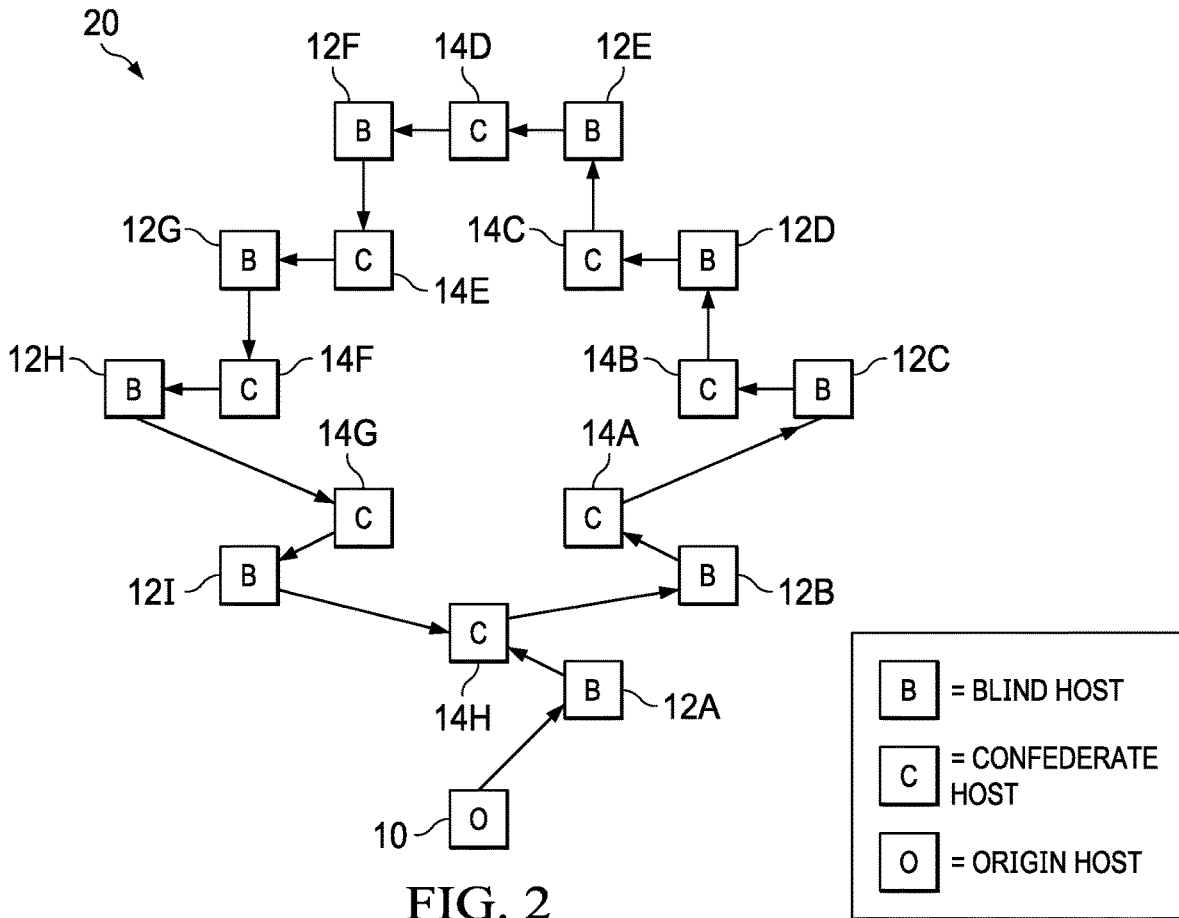 20
12F
14D
12E
B
C
B
12G
14C
12D
B
C
C
B
14E
12H
14F
14B
12C
B
C
C
B
14G
14A
C
C
12I
B
B
12B
C
14H
B
12A
10
O
FIG. 2
B = BLIND HOST
C = CONFEDERATE
HOST
O = ORIGIN HOST